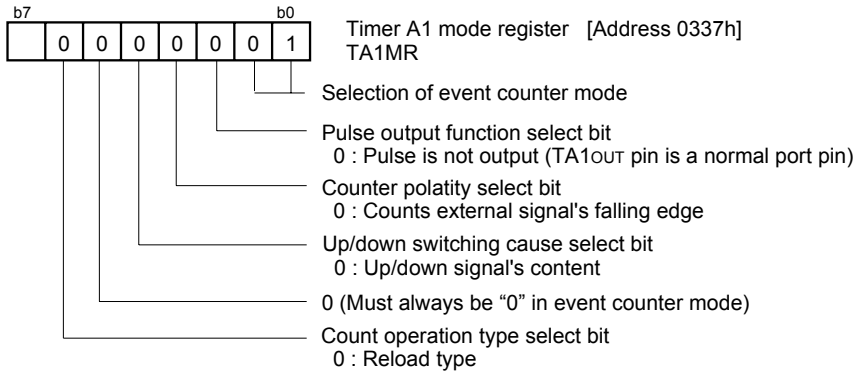 b7 b0
0 0 0 0 0 0 1
Timer A1 mode register [Address 0337h]
TA1MR
Selection of event counter mode
Pulse output function select bit
0 : Pulse is not output (TA1OUT pin is a normal port pin)
Counter polatity select bit
0 : Counts external signal's falling edge
Up/down switching cause select bit
0 : Up/down signal's content
0 (Must always be “0” in event counter mode)
Count operation type select bit
0 : Reload type